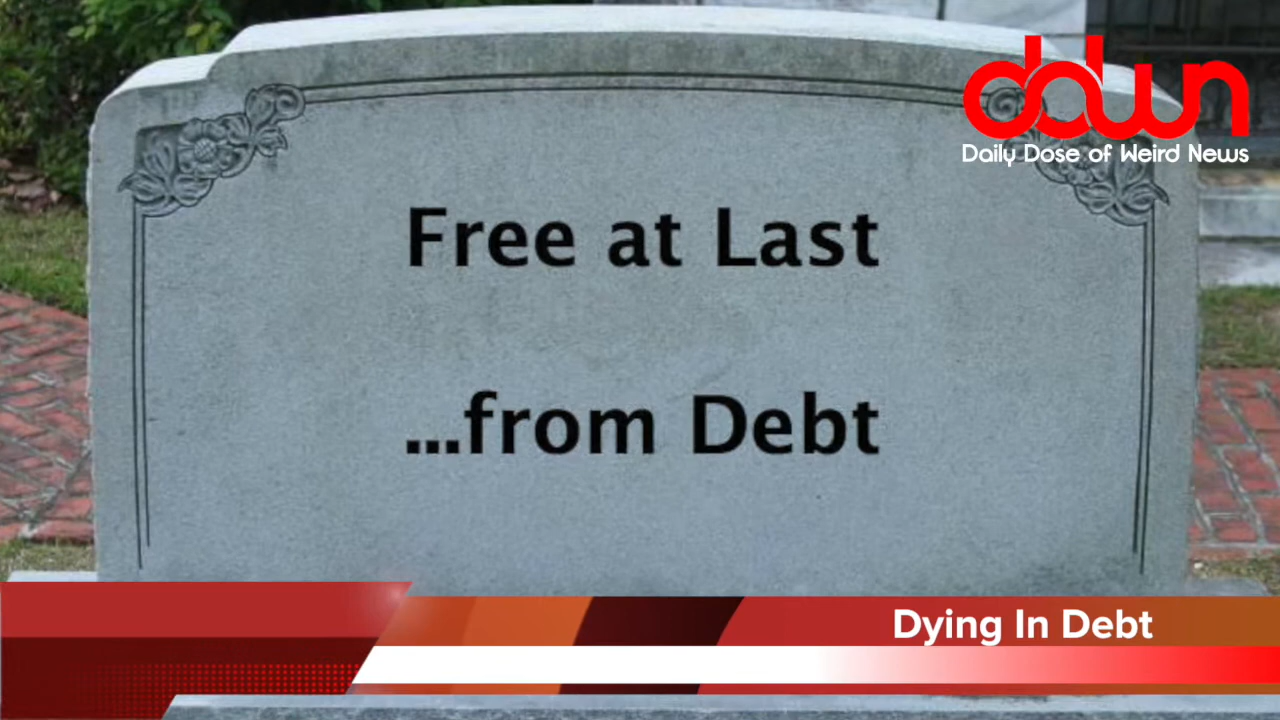 ddwn
Daily Dose of Weird News
Free at Last
...from Debt
Dying In Debt